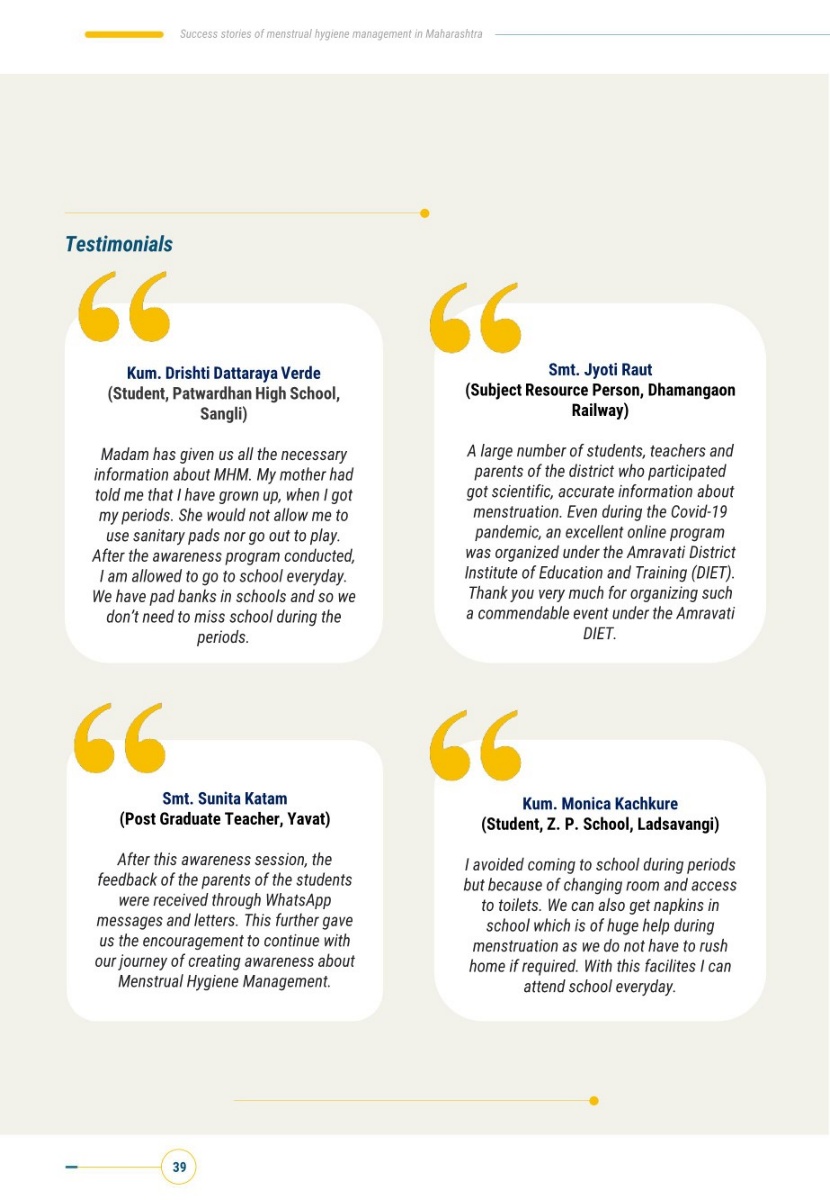 Success stories of menstrual hygiene management in Maharashtra
Testimonials
Kum. Drishti Dattaraya Verde
(Student, Patwardhan High School,
Sangli)
Madam has given us all the necessary
information about MHM. My mother had
told me that I have grown up, when I got
my periods. She would not allow me to
use sanitary pads nor go out to play.
After the awareness program conducted,
I am allowed to go to school everyday.
We have pad banks in schools and so we
don’t need to miss school during the
periods.
Smt. Jyoti Raut
(Subject Resource Person, Dhamangaon
Railway)
A large number of students, teachers and
parents of the district who participated
got scientific, accurate information about
menstruation. Even during the Covid-19
pandemic, an excellent online program
was organized under the Amravati District
Institute of Education and Training (DIET).
Thank you very much for organizing such
a commendable event under the Amravati
DIET.
Smt. Sunita Katam
(Post Graduate Teacher, Yavat)
After this awareness session, the
feedback of the parents of the students
were received through WhatsApp
messages and letters. This further gave
us the encouragement to continue with
our journey of creating awareness about
Menstrual Hygiene Management.
Kum. Monica Kachkure
(Student, Z. P. School, Ladsavangi)
I avoided coming to school during periods
but because of changing room and access
to toilets. We can also get napkins in
school which is of huge help during
menstruation as we do not have to rush
home if required. With this facilites I can
attend school everyday.
39